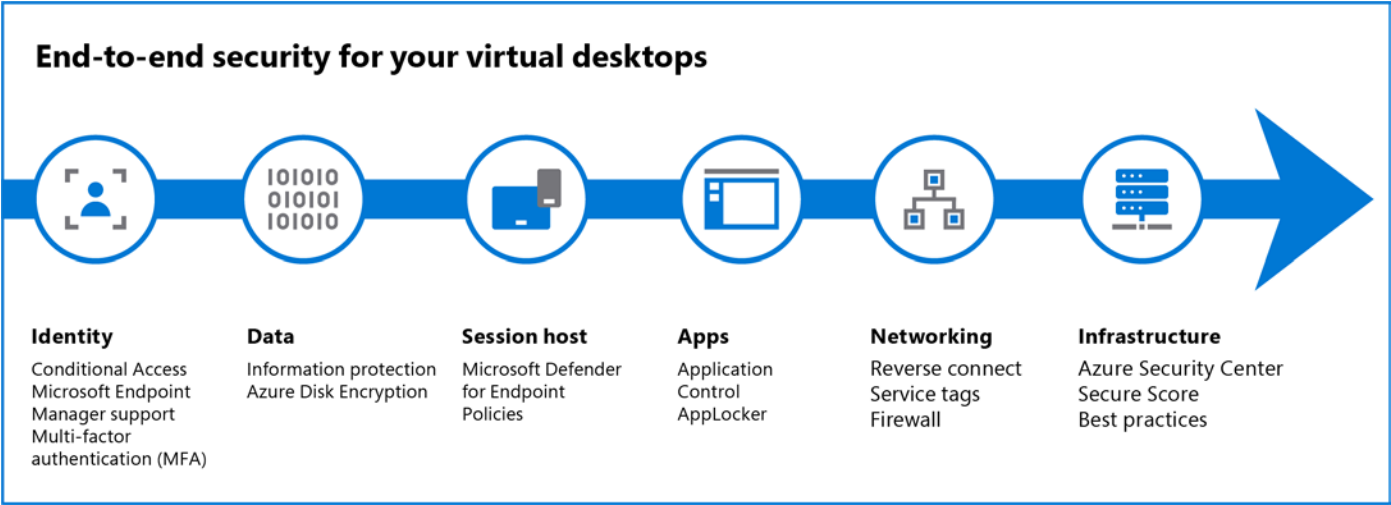 End-to-end security for your virtual desktops
101010
010101
101010
Identity
Conditional Access
Microsoft Endpoint
Manager support
Multi-factor
authentication (MFA)
Data
Information protection
Azure Disk Encryption
Session host
Microsoft Defender
for Endpoint
Policies
Apps
Application
Control
AppLocker
Networking
Reverse connect
Service tags
Firewall
Infrastructure
Azure Security Center
Secure Score
Best practices